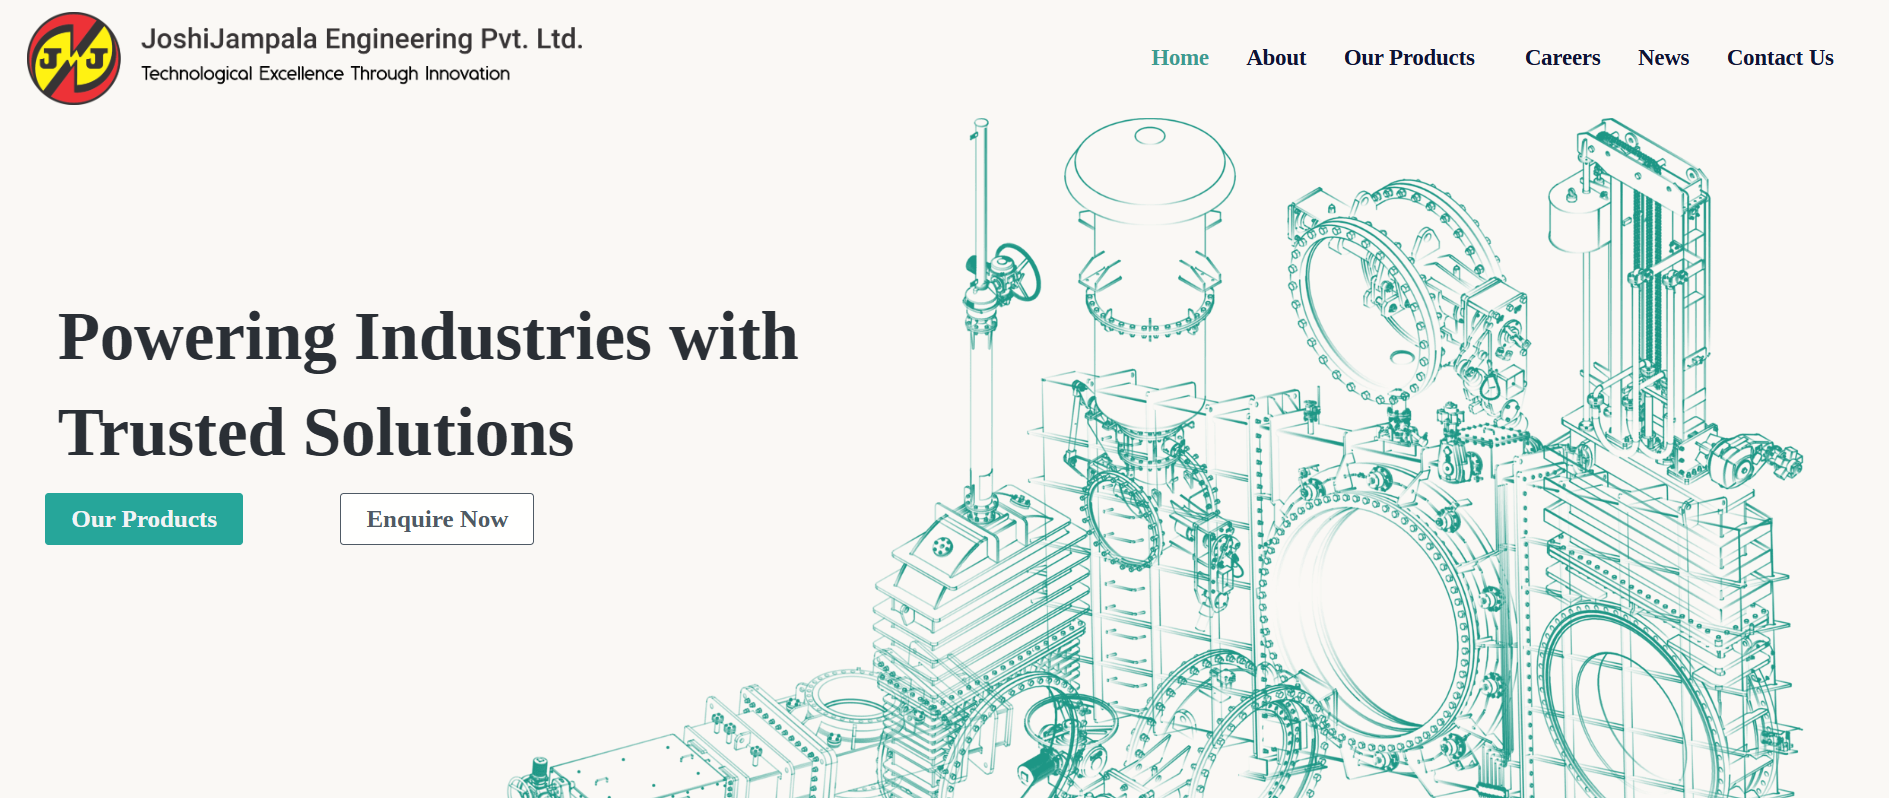 JJ
JoshiJampala Engineering Pvt. Ltd.
Technological Excellence Through Innovation
Home About Our Products Careers News Contact Us
Powering Industries with
Trusted Solutions
Our Products Enquire Now